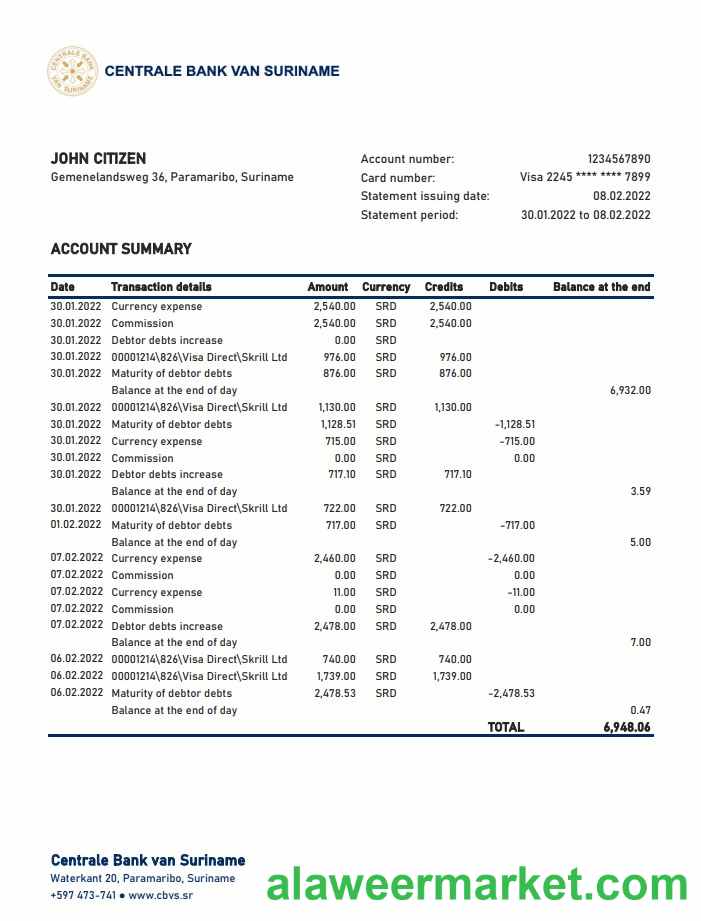 CENTRALE BANK VAN SURINAME
CENTRALE BANK VAN SURINAME
JOHN CITIZEN
Gemenelandsweg 36, Paramaribo, Suriname
Account number: 1234567890
Card number: Visa 2245 **** **** 7899
Statement issuing date: 08.02.2022
Statement period: 30.01.2022 to 08.02.2022
ACCOUNT SUMMARY
Date Transaction details Amount Currency Credits Debits Balance at the end
30.01.2022 Currency expense 2,540.00 SRD 2,540.00
30.01.2022 Commission 2,540.00 SRD 2,540.00
30.01.2022 Debtor debts increase 0.00 SRD
30.01.2022 00001214\826\Visa Direct\Skrill Ltd 976.00 SRD 976.00
30.01.2022 Maturity of debtor debts 876.00 SRD 876.00
Balance at the end of day 6,932.00
30.01.2022 00001214\826\Visa Direct\Skrill Ltd 1,130.00 SRD 1,130.00
30.01.2022 Maturity of debtor debts 1,128.51 SRD -1,128.51
30.01.2022 Currency expense 715.00 SRD -715.00
30.01.2022 Commission 0.00 SRD 0.00
30.01.2022 Debtor debts increase 717.10 SRD 717.10
Balance at the end of day 3.59
30.01.2022 00001214\826\Visa Direct\Skrill Ltd 722.00 SRD 722.00
01.02.2022 Maturity of debtor debts 717.00 SRD -717.00
Balance at the end of day 5.00
07.02.2022 Currency expense 2,460.00 SRD -2,460.00
07.02.2022 Commission 0.00 SRD 0.00
07.02.2022 Currency expense 11.00 SRD -11.00
07.02.2022 Commission 0.00 SRD 0.00
07.02.2022 Debtor debts increase 2,478.00 SRD 2,478.00
Balance at the end of day 7.00
06.02.2022 00001214\826\Visa Direct\Skrill Ltd 740.00 SRD 740.00
06.02.2022 00001214\826\Visa Direct\Skrill Ltd 1,739.00 SRD 1,739.00
06.02.2022 Maturity of debtor debts 2,478.53 SRD -2,478.53
Balance at the end of day 0.47
TOTAL 6,948.06
Centrale Bank van Suriname
Waterkant 20, Paramaribo, Suriname
+597 473-741 ● www.cbvs.sr
alaweermarket.com